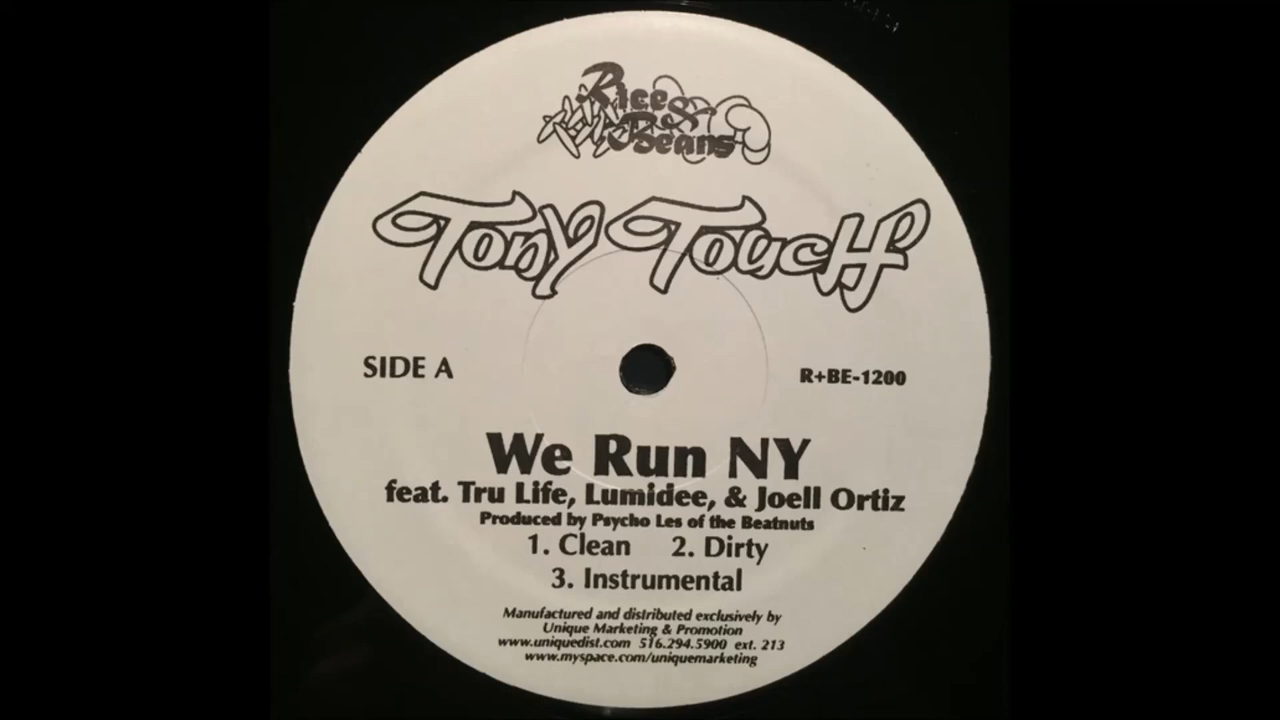 Rice &
Beans
Tony Touch
SIDE A
R+BE-1200
We Run NY
feat. Tru Life, Lumidee, & Joell Ortiz
Produced by Psycho Les of the Beatnuts
1. Clean 2. Dirty
3. Instrumental
Manufactured and distributed exclusively by
Unique Marketing & Promotion
www.uniquedist.com 516.294.5900 ext. 213
www.myspace.com/uniquemarketing